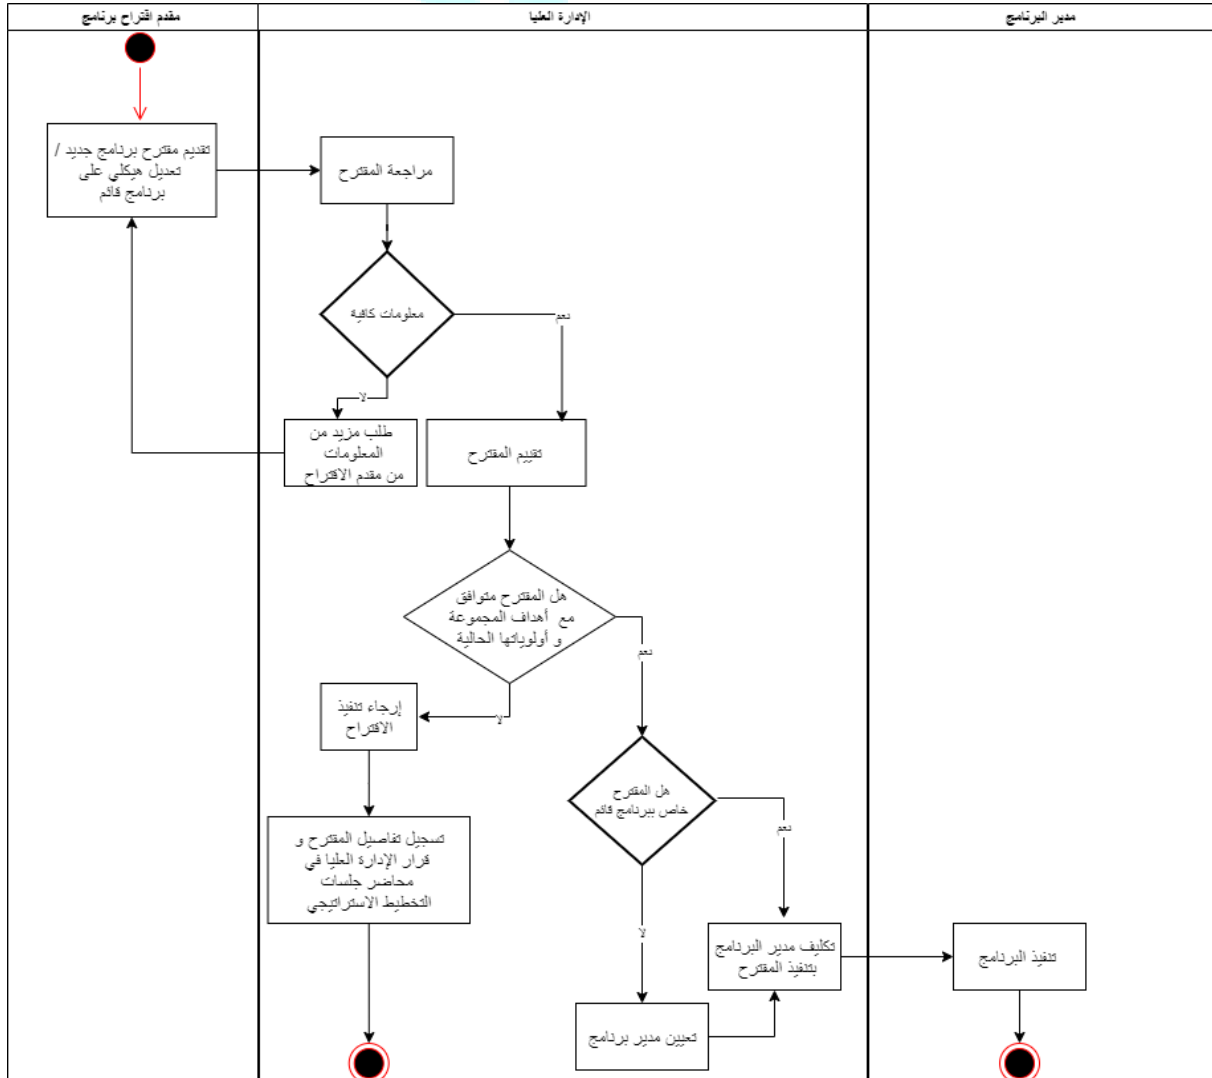 مقدم اقتراح برنامج
الإدارة العليا
مدير البرنامج
تقديم مقترح برنامج جديد /
تعديل هيكلي على
برنامج قائم
مراجعة المقترح
معلومات كافية
نعم
لا
طلب مزيد من
المعلومات
من مقدم الاقتراح
تقييم المقترح
هل المقترح متوافق
مع أهداف المجموعة
و أولوياتها الحالية
نعم
لا
إرجاء تنفيذ
الاقتراح
هل المقترح
خاص ببرنامج قائم
نعم
لا
تسجيل تفاصيل المقترح و
قرار الإدارة العليا في
محاضر جلسات
التخطيط الاستراتيجي
تكليف مدير البرنامج
بتنفيذ المقترح
تنفيذ البرنامج
تعيين مدير برنامج